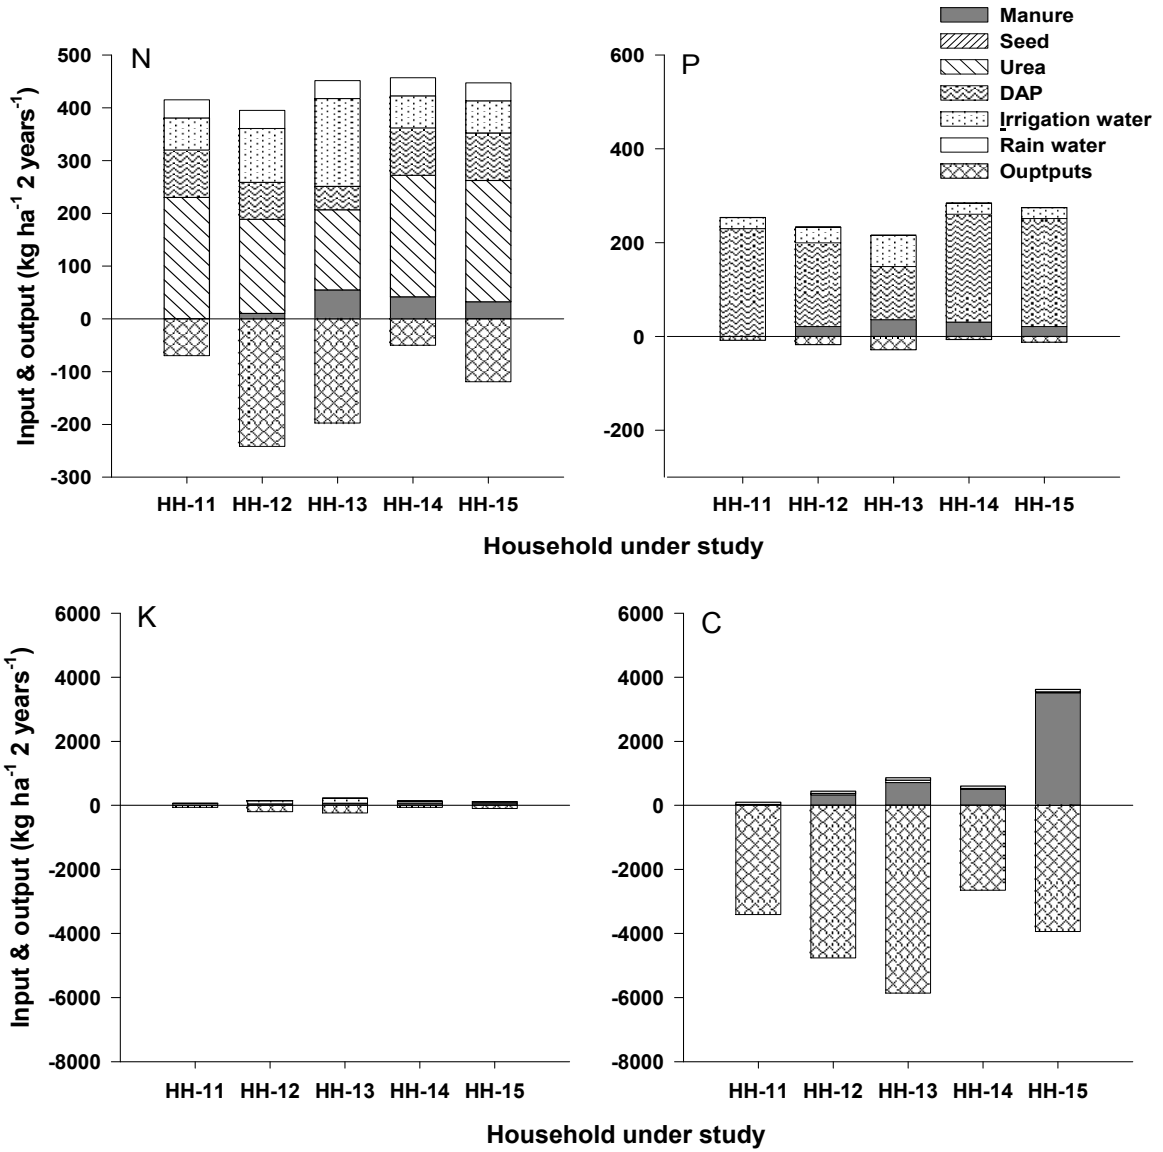 Manure
Seed
Urea
DAP
Irrigation water
Rain water
Ouptputs
N
P
Input & output (kg ha⁻¹ 2 years⁻¹)
500
400
300
200
100
0
-100
-200
-300
600
400
200
0
-200
HH-11 HH-12 HH-13 HH-14 HH-15
HH-11 HH-12 HH-13 HH-14 HH-15
Household under study
K
C
Input & output (kg ha⁻¹ 2 years⁻¹)
6000
4000
2000
0
-2000
-4000
-6000
-8000
6000
4000
2000
0
-2000
-4000
-6000
-8000
HH-11 HH-12 HH-13 HH-14 HH-15
HH-11 HH-12 HH-13 HH-14 HH-15
Household under study